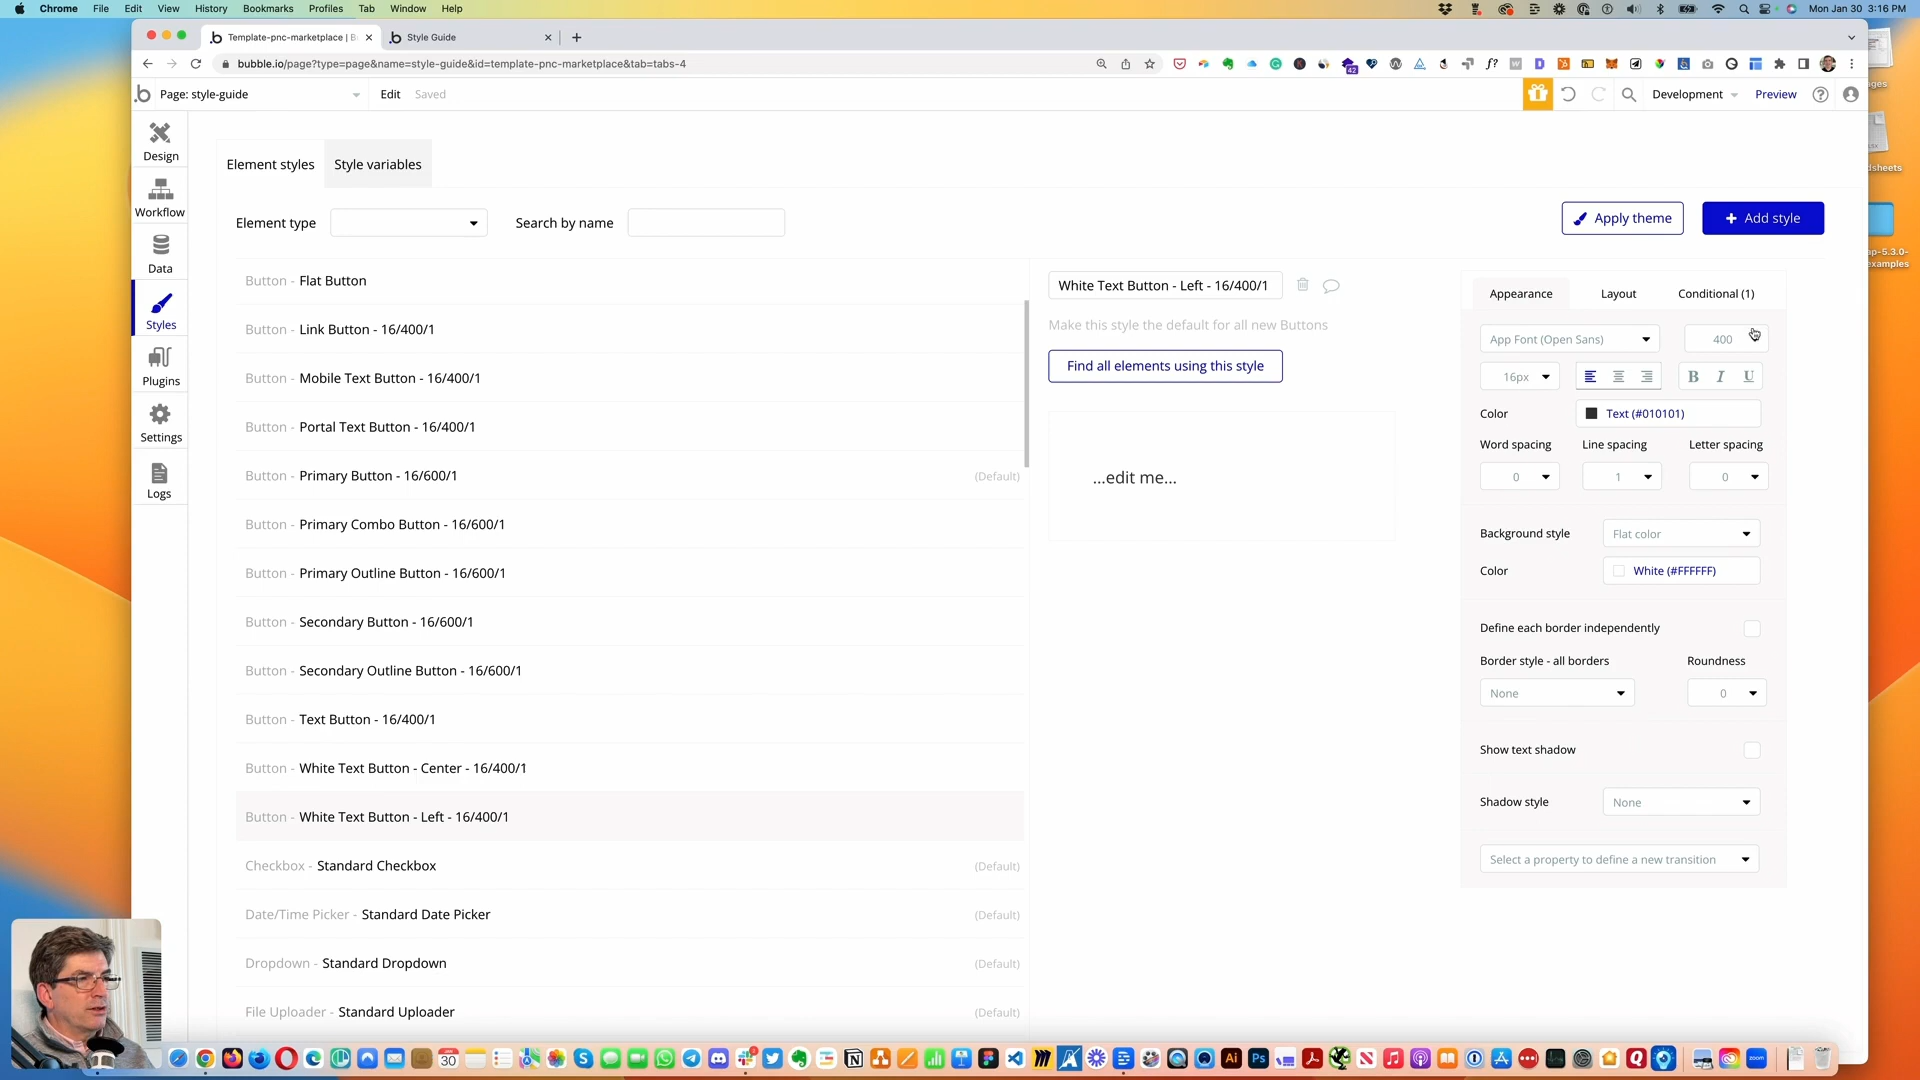 Chrome File Edit View History Bookmarks Profiles Tab Window Help Mon Jan 30 3:16 PM
Template-pnc-marketplace | B Style Guide
bubble.io/page?type=page&name=style-guide&id=template-pnc-marketplace&tab=tabs-4
42
Page: style-guide Edit Saved Development Preview
Design
Workflow
Data
Styles
Plugins
Settings
Logs
Element styles Style variables
Element type Search by name Apply theme + Add style
Button - Flat Button
Button - Link Button - 16/400/1
Button - Mobile Text Button - 16/400/1
Button - Portal Text Button - 16/400/1
Button - Primary Button - 16/600/1 (Default)
Button - Primary Combo Button - 16/600/1
Button - Primary Outline Button - 16/600/1
Button - Secondary Button - 16/600/1
Button - Secondary Outline Button - 16/600/1
Button - Text Button - 16/400/1
Button - White Text Button - Center - 16/400/1
Button - White Text Button - Left - 16/400/1
Checkbox - Standard Checkbox (Default)
Date/Time Picker - Standard Date Picker (Default)
Dropdown - Standard Dropdown (Default)
File Uploader - Standard Uploader (Default)
White Text Button - Left - 16/400/1
Make this style the default for all new Buttons
Find all elements using this style
...edit me...
Appearance Layout Conditional (1)
App Font (Open Sans) 400
16px B I U
Color Text (#010101)
Word spacing Line spacing Letter spacing
0 1 0
Background style Flat color
Color White (#FFFFFF)
Define each border independently
Border style - all borders Roundness
None 0
Show text shadow
Shadow style None
Select a property to define a new transition
ages
dsheets
ap-5.3.0-
examples
30
Ai Ps
zoom